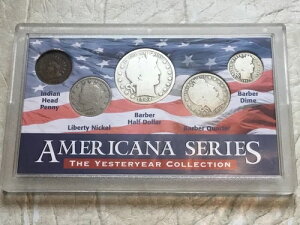 Indian
Head
Penny
Liberty Nickel
Barber
Half Dollar
Barber Quarter
Barber
Dime
AMERICANA SERIES
THE YESTERYEAR COLLECTION